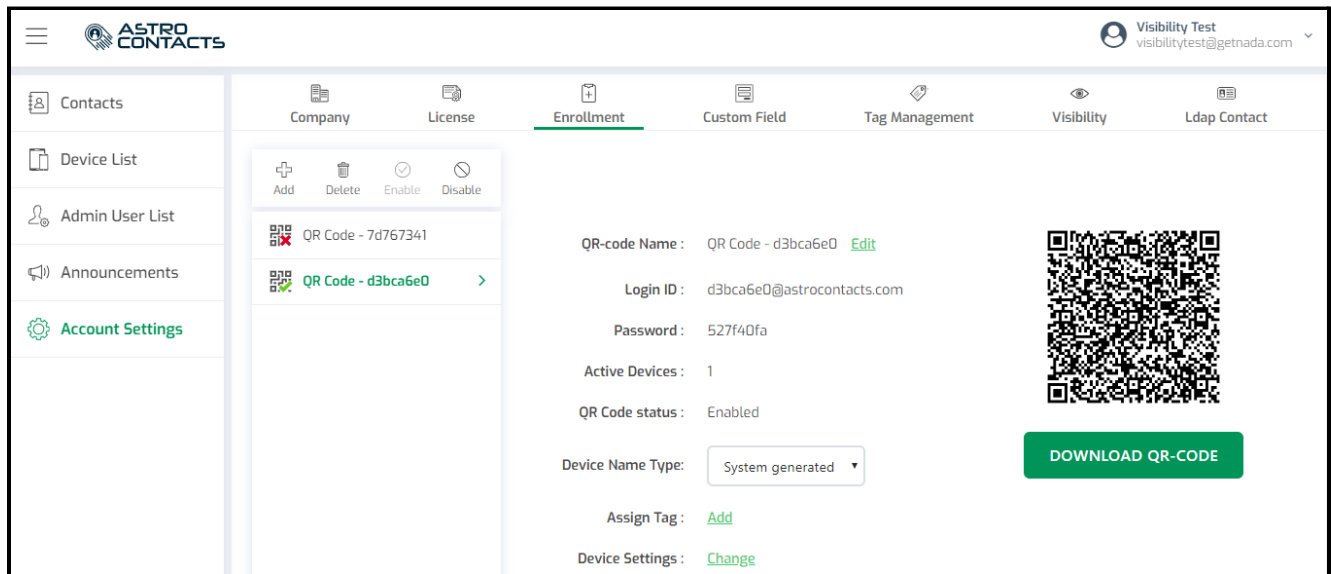 ASTRO
CONTACTS
Visibility Test
visibilitytest@getnada.com
Contacts
Device List
Admin User List
Announcements
Account Settings
Company License Enrollment Custom Field Tag Management Visibility Ldap Contact
Add Delete Enable Disable
QR Code - 7d767341
QR Code - d3bca6e0
QR-code Name : QR Code - d3bca6e0 Edit
Login ID : d3bca6e0@astrocontacts.com
Password : 527f40fa
Active Devices : 1
QR Code status : Enabled
Device Name Type: System generated
Assign Tag : Add
Device Settings : Change
DOWNLOAD QR-CODE